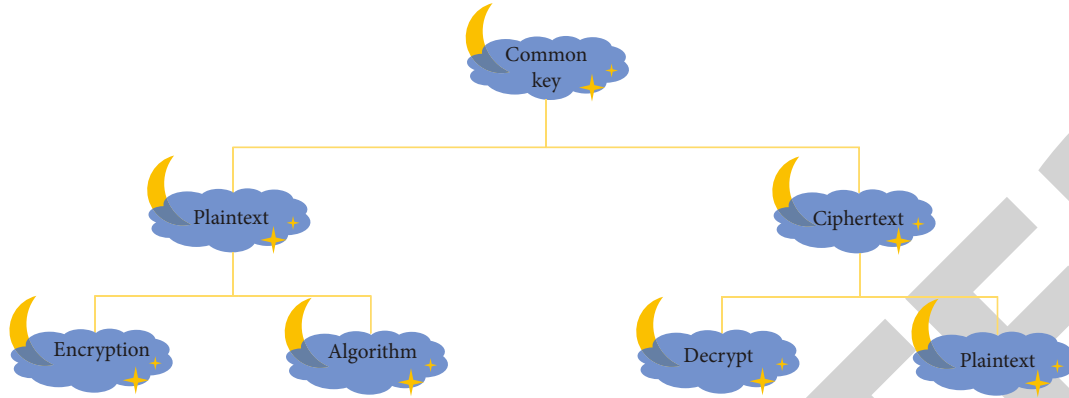 Common
key
Plaintext
Ciphertext
Encryption
Algorithm
Decrypt
Plaintext